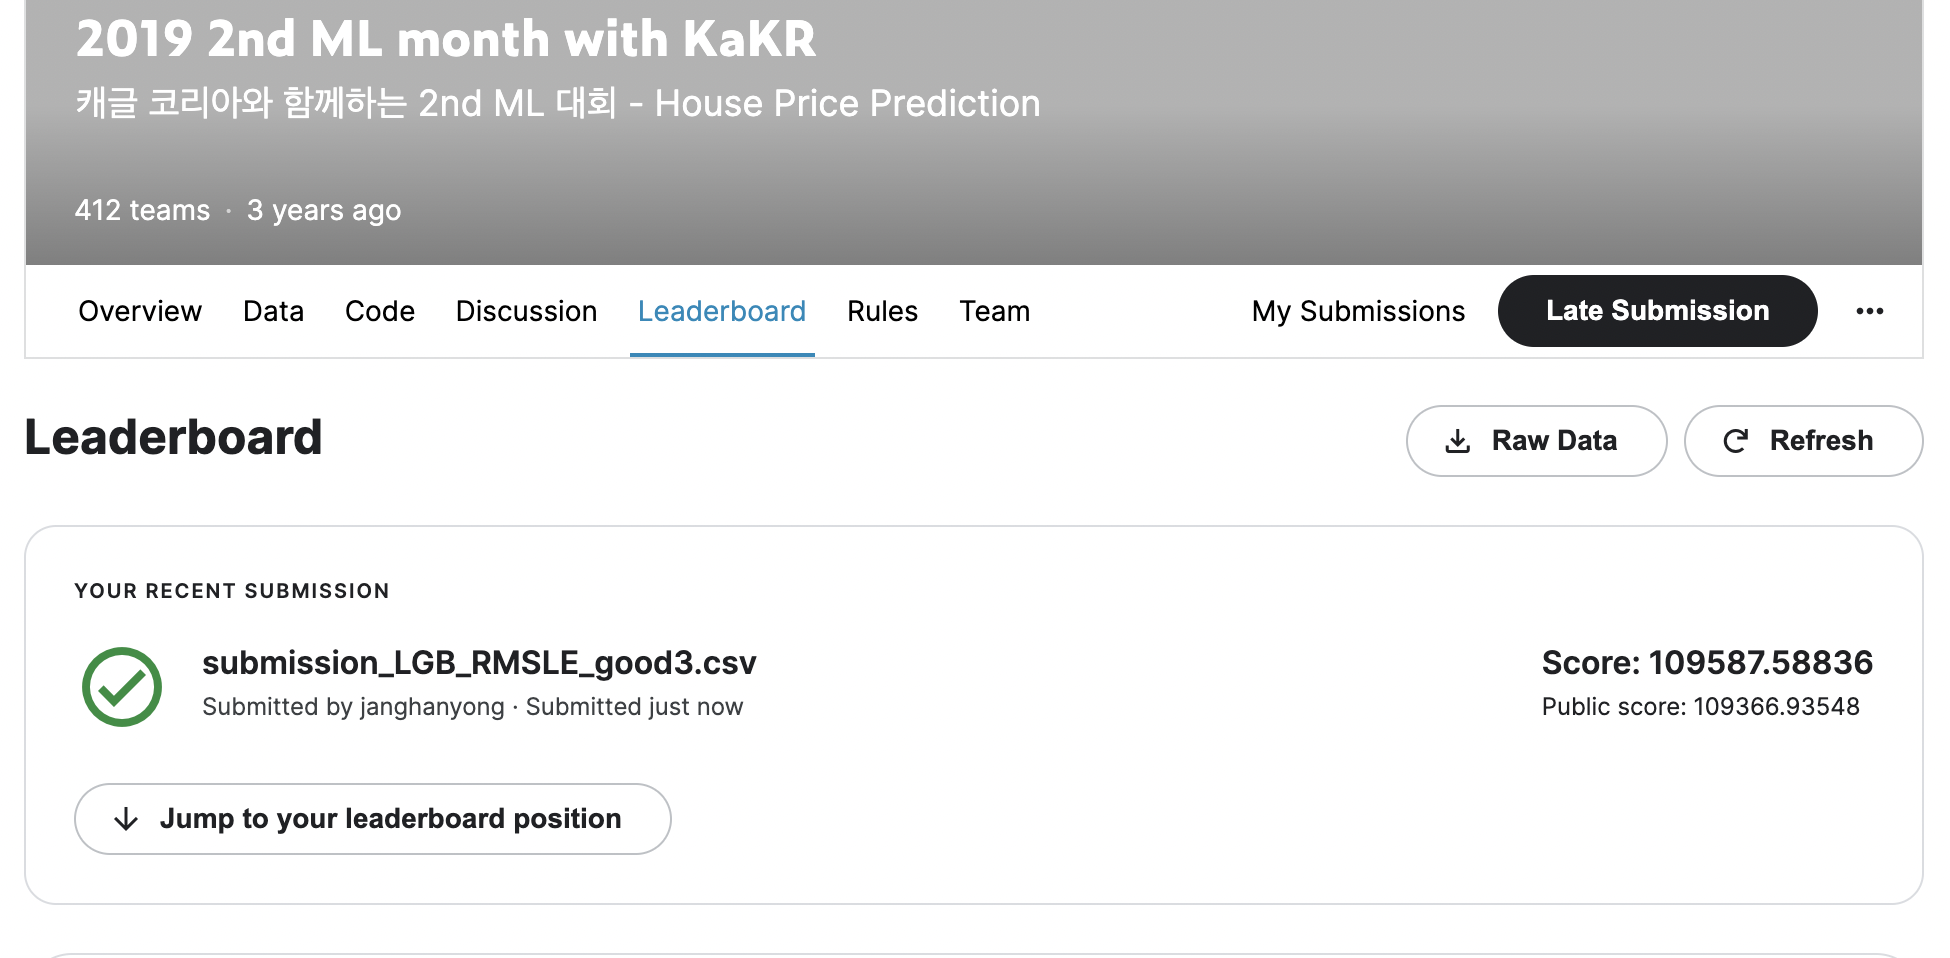 2019 2nd ML month with KaKR
캐글 코리아와 함께하는 2nd ML 대회 - House Price Prediction
412 teams · 3 years ago
Overview Data Code Discussion Leaderboard Rules Team My Submissions Late Submission
Leaderboard
Raw Data
Refresh
YOUR RECENT SUBMISSION
submission_LGB_RMSLE_good3.csv
Submitted by janghanyong · Submitted just now
Score: 109587.58836
Public score: 109366.93548
Jump to your leaderboard position